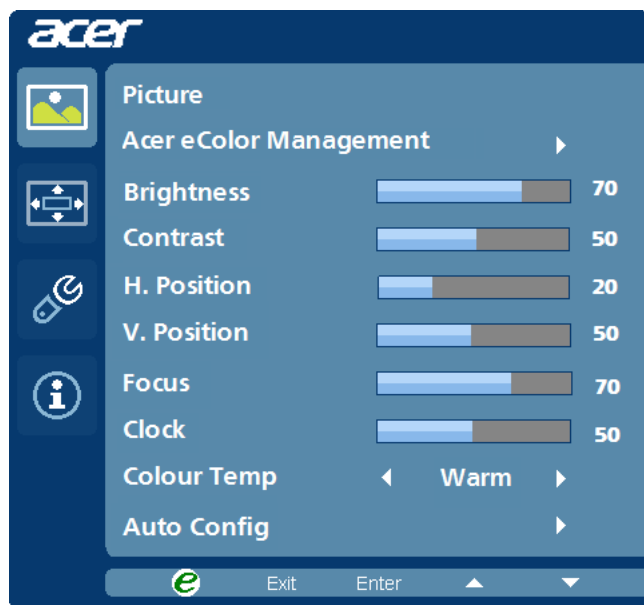 acer
Picture
Acer eColor Management
Brightness 70
Contrast 50
H. Position 20
V. Position 50
Focus 70
Clock 50
Colour Temp Warm
Auto Config
e Exit Enter